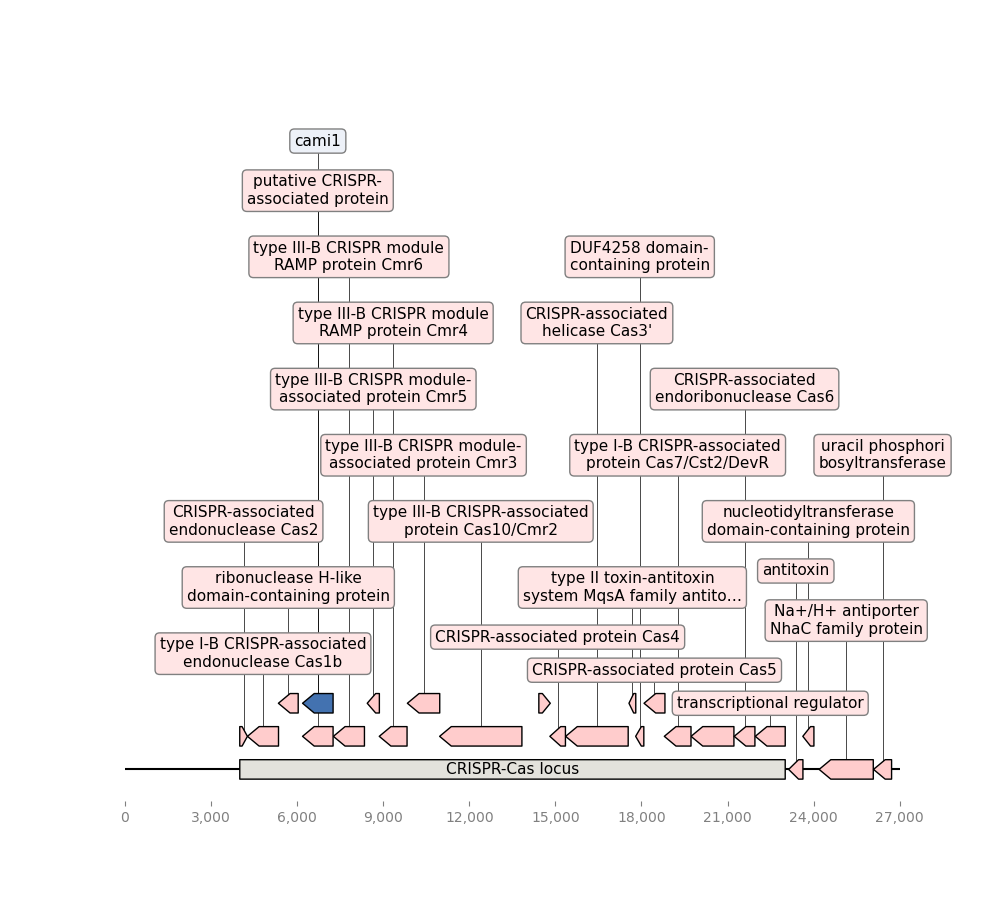 cami1
putative CRISPR-
associated protein
type III-B CRISPR module
RAMP protein Cmr6
DUF4258 domain-
containing protein
type III-B CRISPR module
RAMP protein Cmr4
CRISPR-associated
helicase Cas3'
type III-B CRISPR module-
associated protein Cmr5
CRISPR-associated
endoribonuclease Cas6
type III-B CRISPR module-
associated protein Cmr3
type I-B CRISPR-associated
protein Cas7/Cst2/DevR
uracil phosphori
bosyltransferase
CRISPR-associated
endonuclease Cas2
type III-B CRISPR-associated
protein Cas10/Cmr2
nucleotidyltransferase
domain-containing protein
antitoxin
ribonuclease H-like
domain-containing protein
type II toxin-antitoxin
system MqsA family antito...
Na+/H+ antiporter
NhaC family protein
CRISPR-associated protein Cas4
type I-B CRISPR-associated
endonuclease Cas1b
CRISPR-associated protein Cas5
transcriptional regulator
CRISPR-Cas locus
0 3,000 6,000 9,000 12,000 15,000 18,000 21,000 24,000 27,000